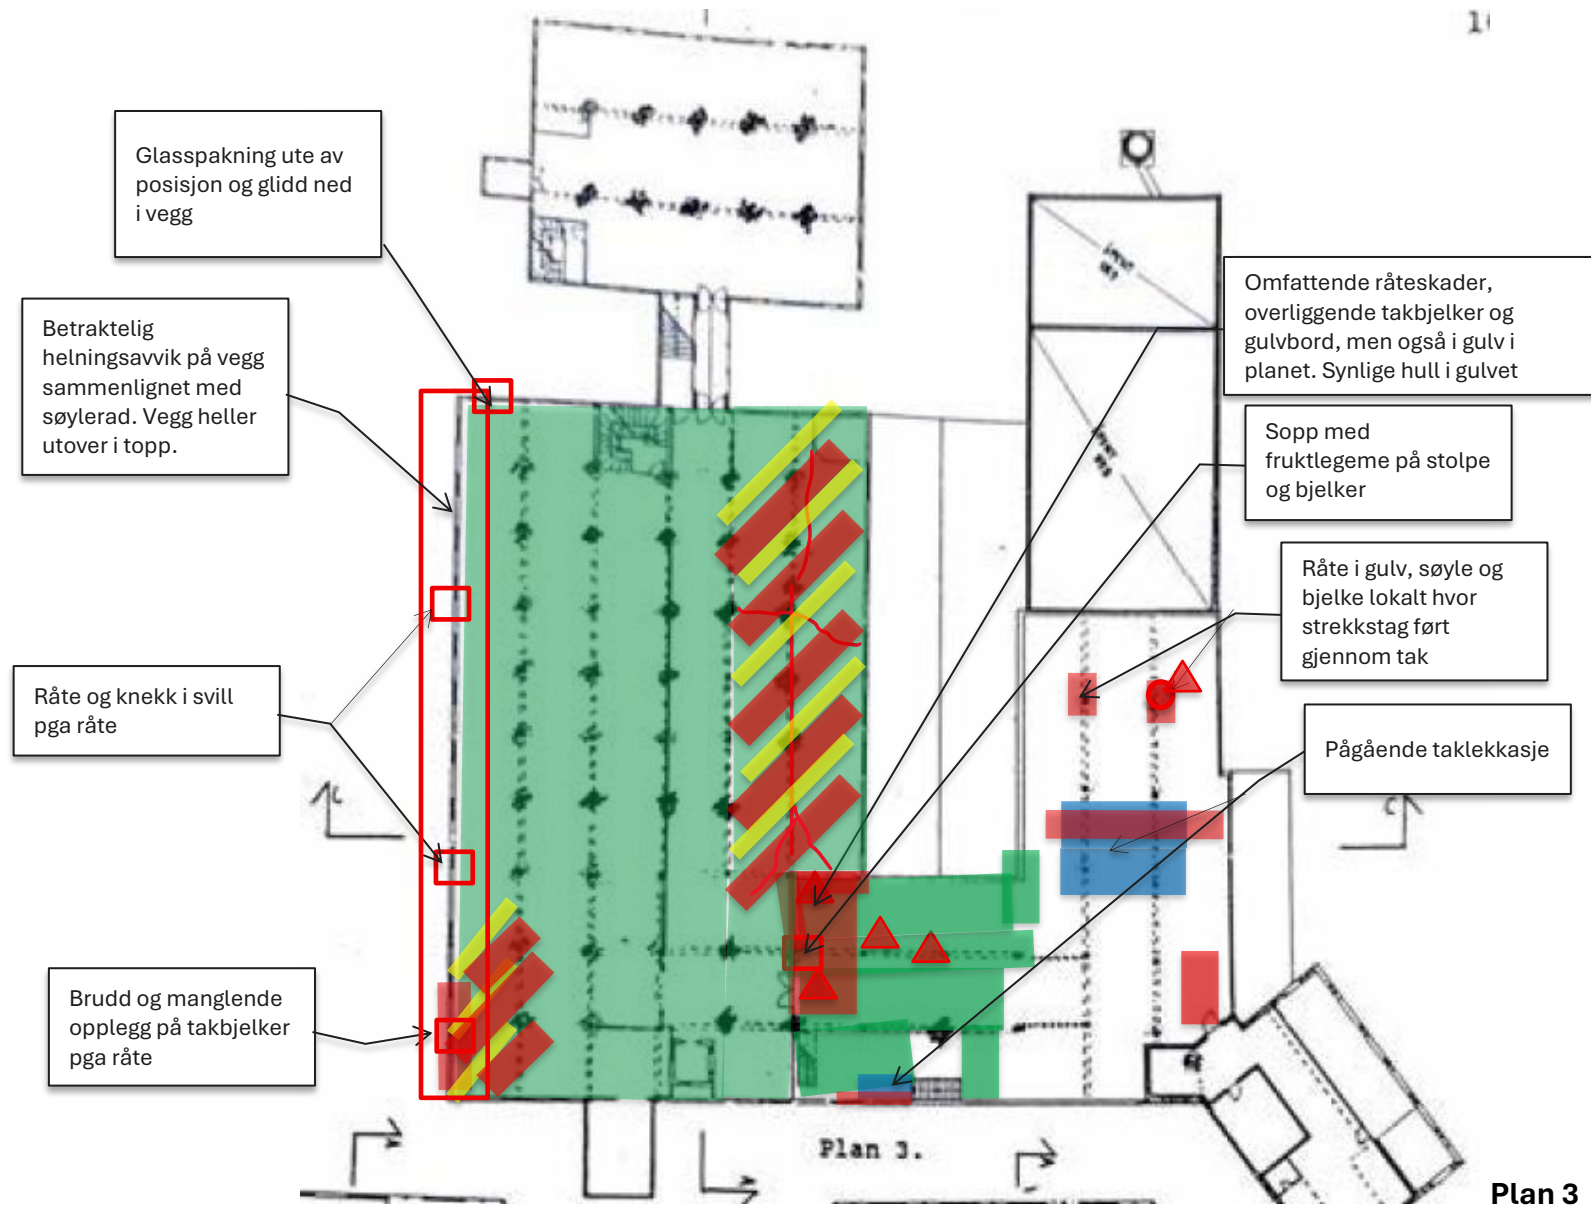 1
Glasspakning ute av
posisjon og glidd ned
i vegg
Betraktelig
helningsavvik på vegg
sammenlignet med
søylerad. Vegg heller
utover i topp.
Råte og knekk i svill
pga råte
Brudd og manglende
opplegg på takbjelker
pga råte
Omfattende råteskader,
overliggende takbjelker og
gulvbord, men også i gulv i
planet. Synlige hull i gulvet
Sopp med
fruktlegeme på stolpe
og bjelker
Råte i gulv, søyle og
bjelke lokalt hvor
strekkstag ført
gjennom tak
Pågående taklekkasje
C
Plan 3.
Plan 3